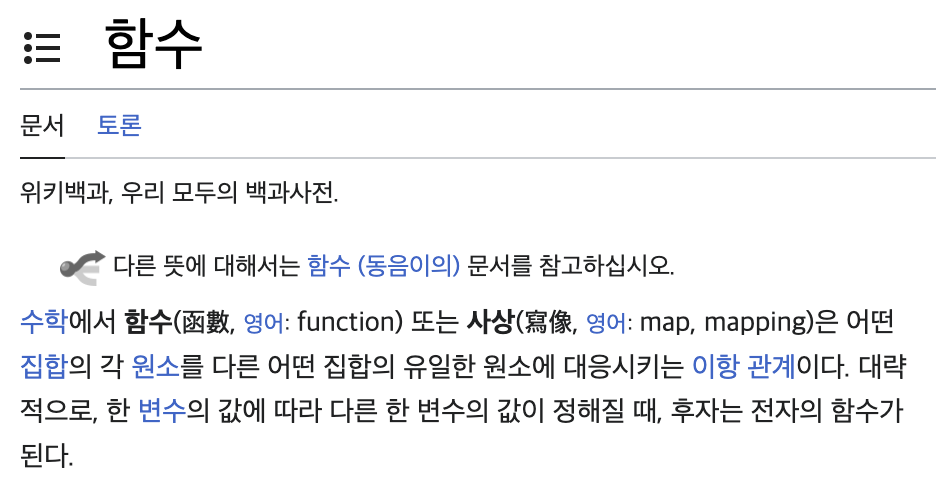 함수
문서 토론
위키백과, 우리 모두의 백과사전.
다른 뜻에 대해서는 함수 (동음이의) 문서를 참고하십시오.
수학에서 함수(函數, 영어: function) 또는 사상(寫像, 영어: map, mapping)은 어떤
집합의 각 원소를 다른 어떤 집합의 유일한 원소에 대응시키는 이항 관계이다. 대략
적으로, 한 변수의 값에 따라 다른 한 변수의 값이 정해질 때, 후자는 전자의 함수가
된다.